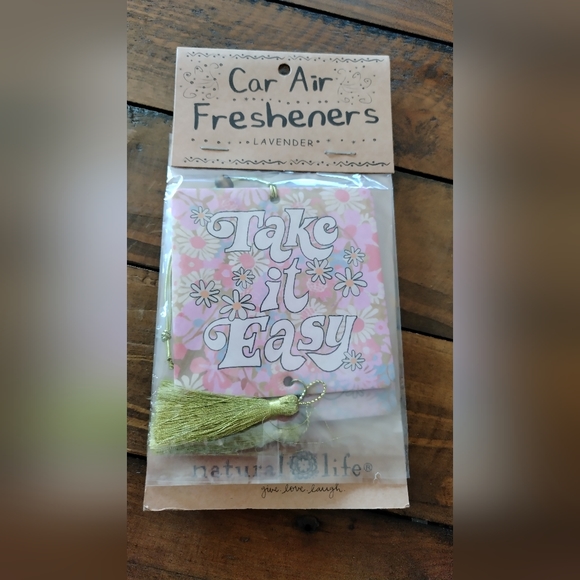 Car Air
Fresheners
LAVENDER
Take
it
Easy
natural life®
give love laugh